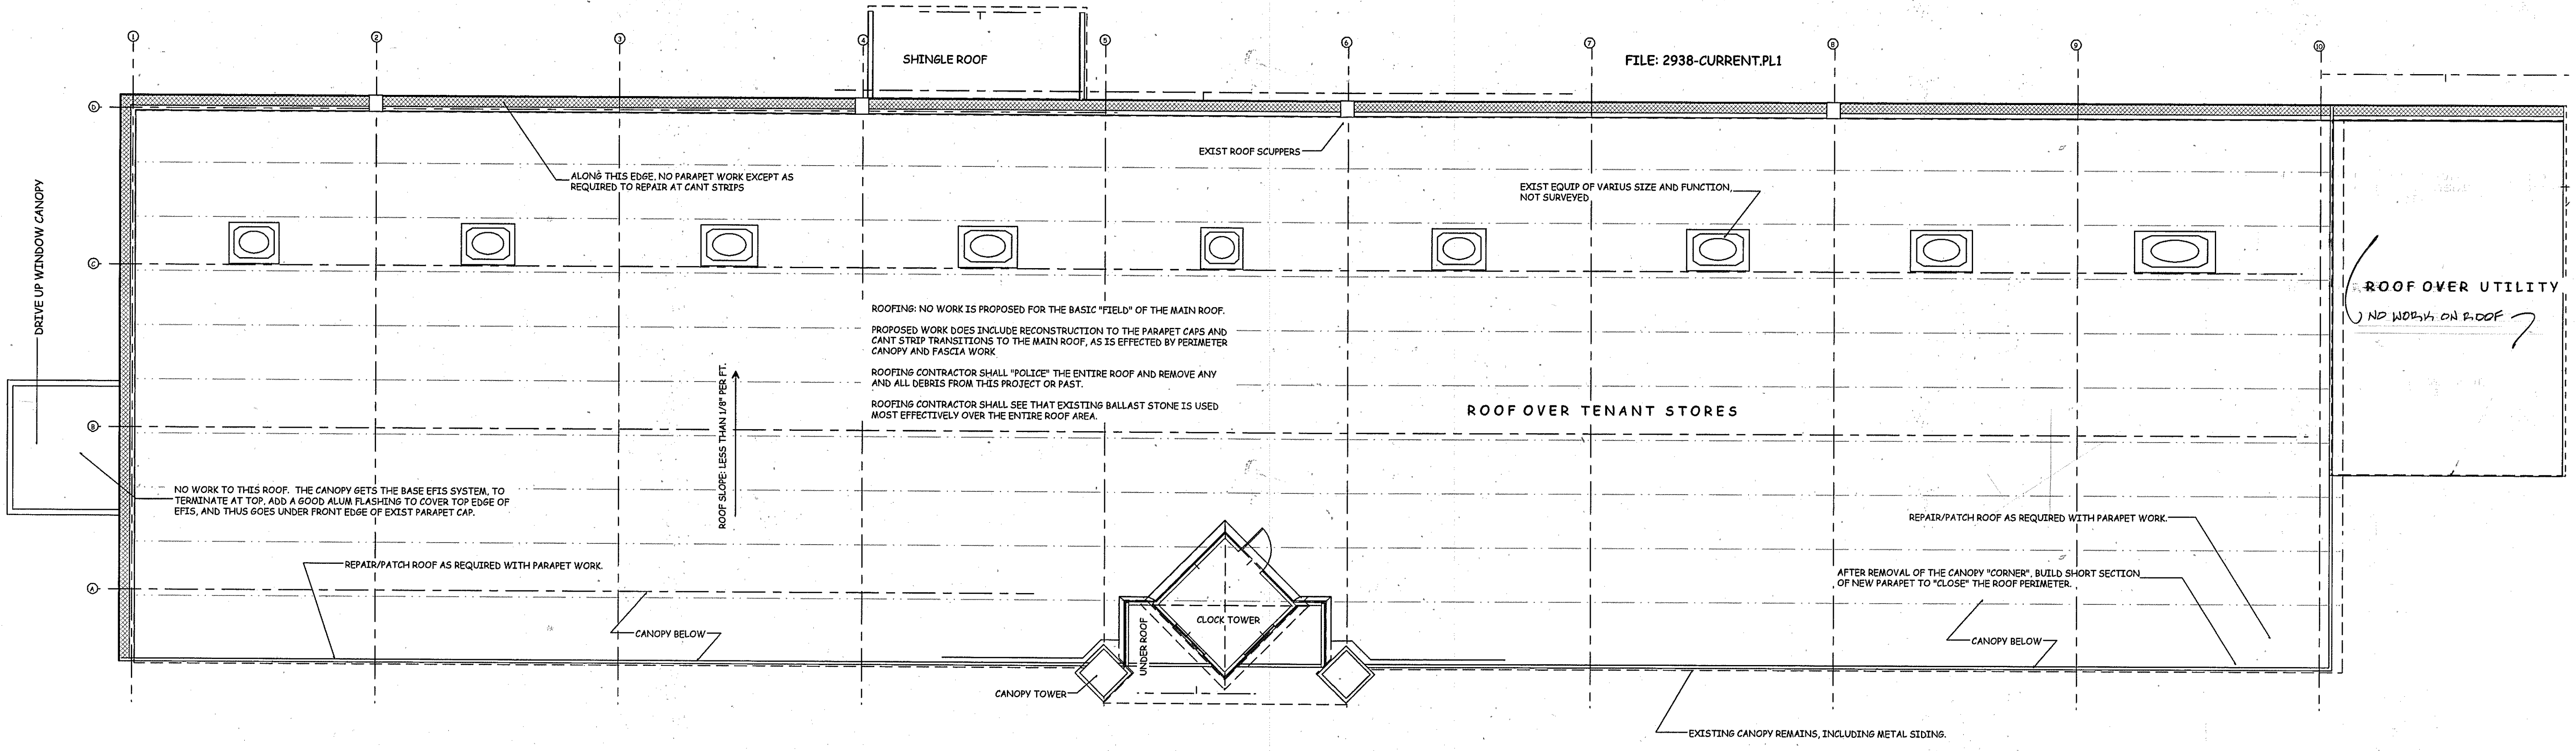 1
2
3
4
5
6
7
8
9
10
SHINGLE ROOF
FILE: 2938-CURRENT.PL1
D
C
B
A
DRIVE UP WINDOW CANOPY
EXIST ROOF SCUPPERS
ALONG THIS EDGE, NO PARAPET WORK EXCEPT AS
REQUIRED TO REPAIR AT CANT STRIPS
EXIST EQUIP OF VARIUS SIZE AND FUNCTION,
NOT SURVEYED
ROOF OVER UTILITY
NO WORK ON ROOF
ROOFING: NO WORK IS PROPOSED FOR THE BASIC "FIELD" OF THE MAIN ROOF.
PROPOSED WORK DOES INCLUDE RECONSTRUCTION TO THE PARAPET CAPS AND
CANT STRIP TRANSITIONS TO THE MAIN ROOF, AS IS EFFECTED BY PERIMETER
CANOPY AND FASCIA WORK
ROOFING CONTRACTOR SHALL "POLICE" THE ENTIRE ROOF AND REMOVE ANY
AND ALL DEBRIS FROM THIS PROJECT OR PAST.
ROOFING CONTRACTOR SHALL SEE THAT EXISTING BALLAST STONE IS USED
MOST EFFECTIVELY OVER THE ENTIRE ROOF AREA.
ROOF SLOPE: LESS THAN 1/8" PER FT.
ROOF OVER TENANT STORES
NO WORK TO THIS ROOF. THE CANOPY GETS THE BASE EFIS SYSTEM, TO
TERMINATE AT TOP, ADD A GOOD ALUM FLASHING TO COVER TOP EDGE OF
EFIS, AND THUS GOES UNDER FRONT EDGE OF EXIST PARAPET CAP.
REPAIR/PATCH ROOF AS REQUIRED WITH PARAPET WORK.
REPAIR/PATCH ROOF AS REQUIRED WITH PARAPET WORK.
AFTER REMOVAL OF THE CANOPY "CORNER", BUILD SHORT SECTION
OF NEW PARAPET TO "CLOSE" THE ROOF PERIMETER.
CANOPY BELOW
CLOCK TOWER
UNDER ROOF
CANOPY BELOW
CANOPY TOWER
EXISTING CANOPY REMAINS, INCLUDING METAL SIDING.